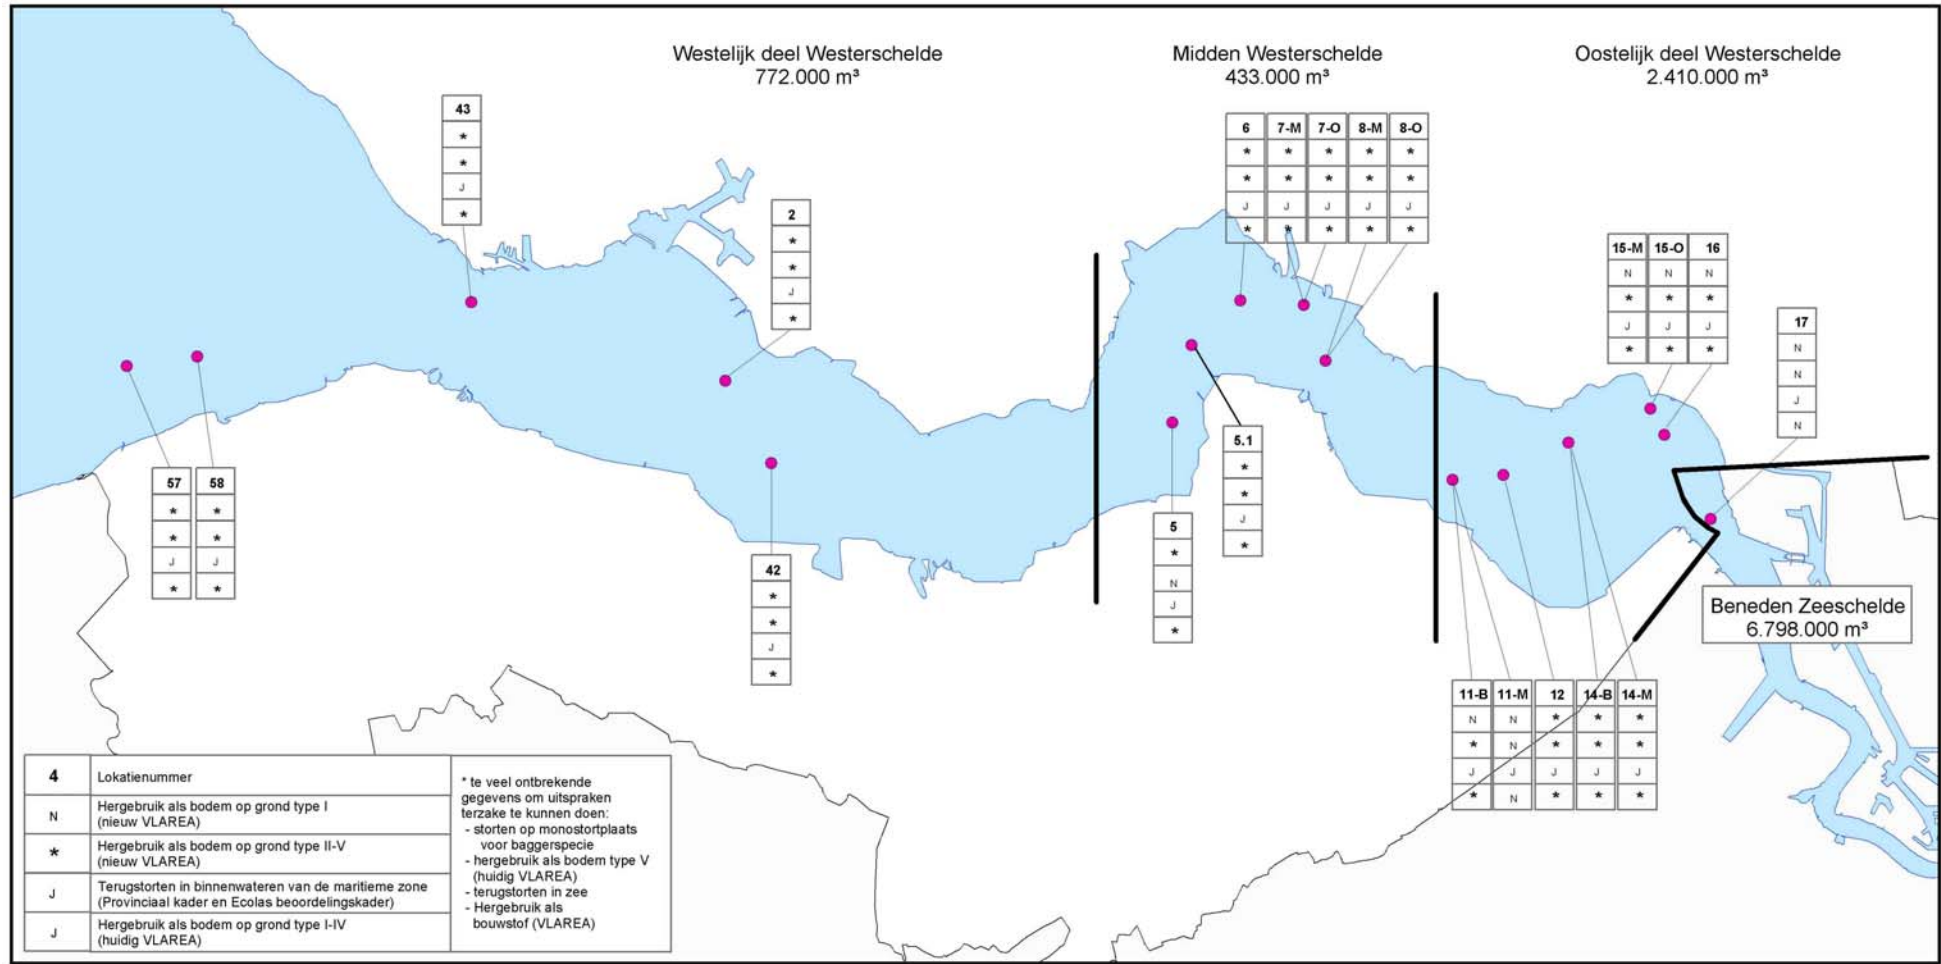 Westelijk deel Westerschelde
772.000 m³
Midden Westerschelde
433.000 m³
Oostelijk deel Westerschelde
2.410.000 m³
43
*
*
J
*
2
*
*
J
*
6 7-M 7-O 8-M 8-O
* * * * *
* * * * *
J J J J J
* * * * *
15-M 15-O 16
N N N
* * *
J J J
* * *
17
N
N
J
N
57 58
* *
* *
J J
* *
42
*
*
J
*
5
*
N
J
*
5.1
*
*
J
*
Beneden Zeeschelde
6.798.000 m³
11-B 11-M 12 14-B 14-M
N N * * *
* N * * *
J J J J J
* N * * *
4 Lokatienummer
N Hergebruik als bodem op grond type I
(nieuw VLAREA)
* Hergebruik als bodem op grond type II-V
(nieuw VLAREA)
J Terugstorten in binnenwateren van de maritieme zone
(Provinciaal kader en Ecolas beoordelingskader)
J Hergebruik als bodem op grond type I-IV
(huidig VLAREA)
* te veel ontbrekende
gegevens om uitspraken
terzake te kunnen doen:
- storten op monostortplaats
voor baggerspecie
- hergebruik als bodem type V
(huidig VLAREA)
- terugstorten in zee
- Hergebruik als
bouwstof (VLAREA)